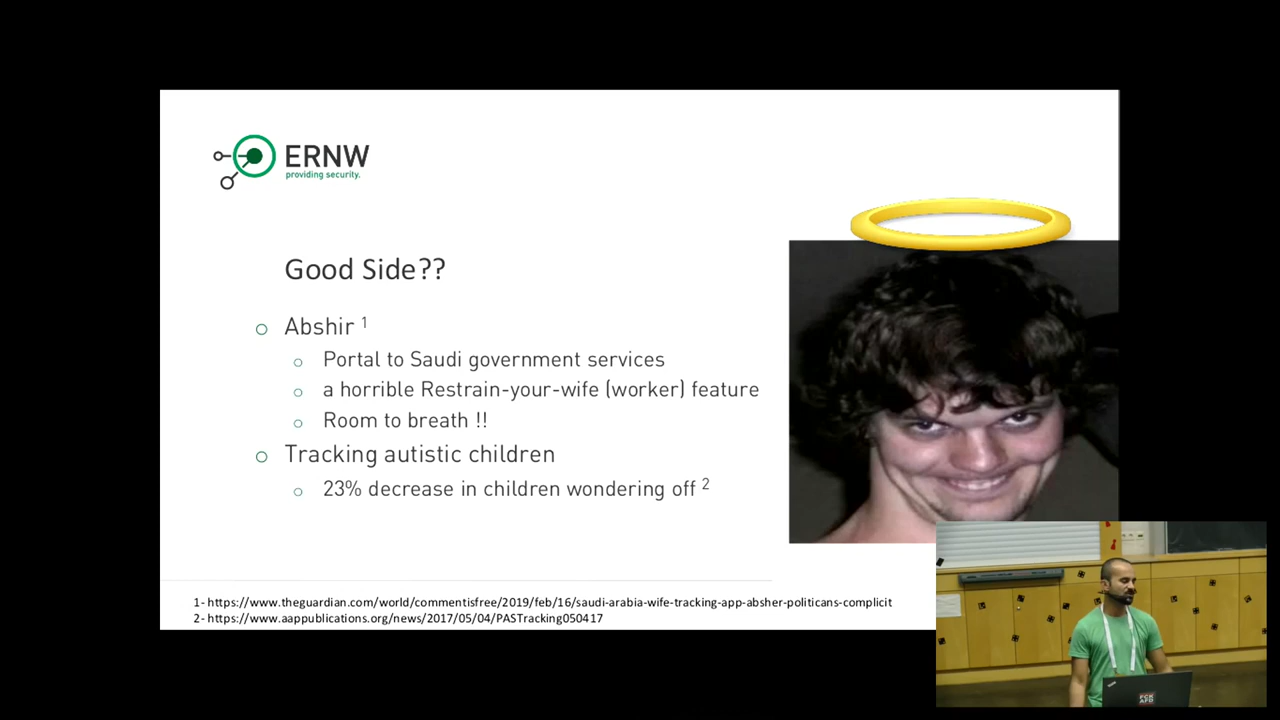 ERNW
providing security.
Good Side??
Abshir 1
Portal to Saudi government services
a horrible Restrain-your-wife (worker) feature
Room to breath !!
Tracking autistic children
23% decrease in children wondering off 2
1- https://www.theguardian.com/world/commentisfree/2019/feb/16/saudi-arabia-wife-tracking-app-absher-politicans-complicit
2- https://www.aappublications.org/news/2017/05/04/PASTracking050417
FCK
AFD